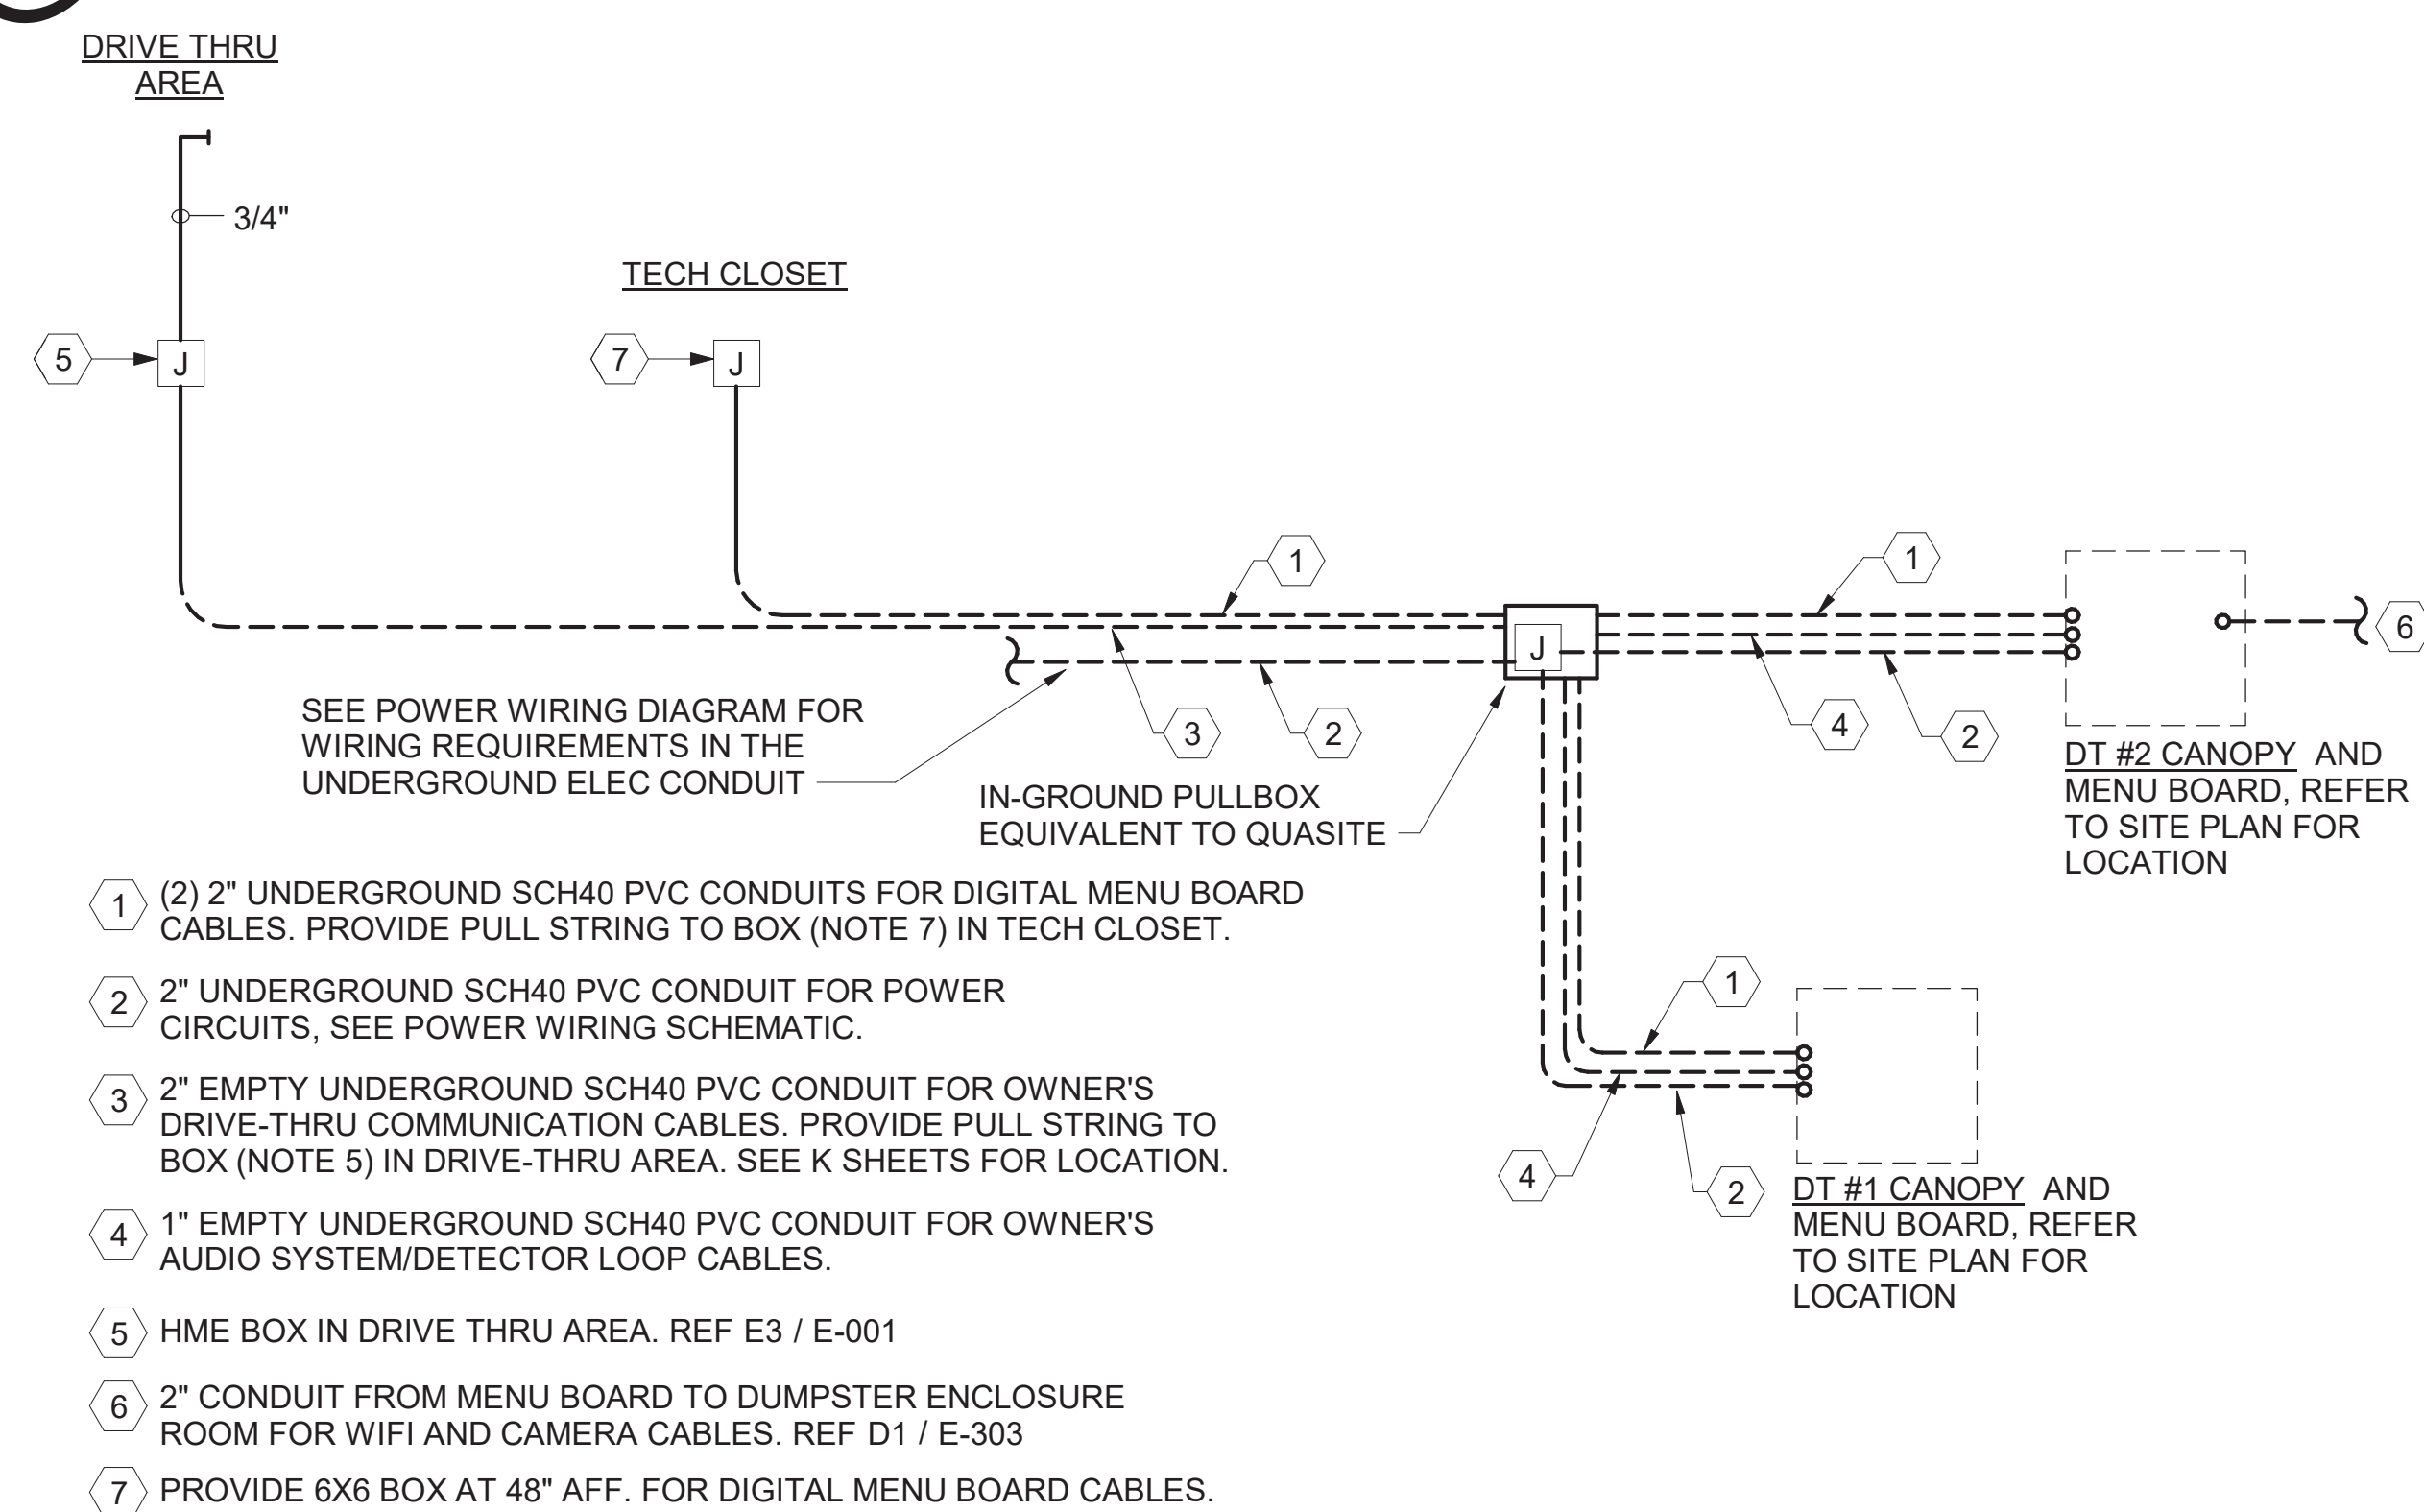 DRIVE THRU
AREA
3/4"
TECH CLOSET
5
J
7
J
1
1
6
J
3
2
4
2
SEE POWER WIRING DIAGRAM FOR
WIRING REQUIREMENTS IN THE
UNDERGROUND ELEC CONDUIT
IN-GROUND PULLBOX
EQUIVALENT TO QUASITE
DT #2 CANOPY AND
MENU BOARD, REFER
TO SITE PLAN FOR
LOCATION
1
4
2
DT #1 CANOPY AND
MENU BOARD, REFER
TO SITE PLAN FOR
LOCATION
1 (2) 2" UNDERGROUND SCH40 PVC CONDUITS FOR DIGITAL MENU BOARD
CABLES. PROVIDE PULL STRING TO BOX (NOTE 7) IN TECH CLOSET.
2 2" UNDERGROUND SCH40 PVC CONDUIT FOR POWER
CIRCUITS, SEE POWER WIRING SCHEMATIC.
3 2" EMPTY UNDERGROUND SCH40 PVC CONDUIT FOR OWNER'S
DRIVE-THRU COMMUNICATION CABLES. PROVIDE PULL STRING TO
BOX (NOTE 5) IN DRIVE-THRU AREA. SEE K SHEETS FOR LOCATION.
4 1" EMPTY UNDERGROUND SCH40 PVC CONDUIT FOR OWNER'S
AUDIO SYSTEM/DETECTOR LOOP CABLES.
5 HME BOX IN DRIVE THRU AREA. REF E3 / E-001
6 2" CONDUIT FROM MENU BOARD TO DUMPSTER ENCLOSURE
ROOM FOR WIFI AND CAMERA CABLES. REF D1 / E-303
7 PROVIDE 6X6 BOX AT 48" AFF. FOR DIGITAL MENU BOARD CABLES.